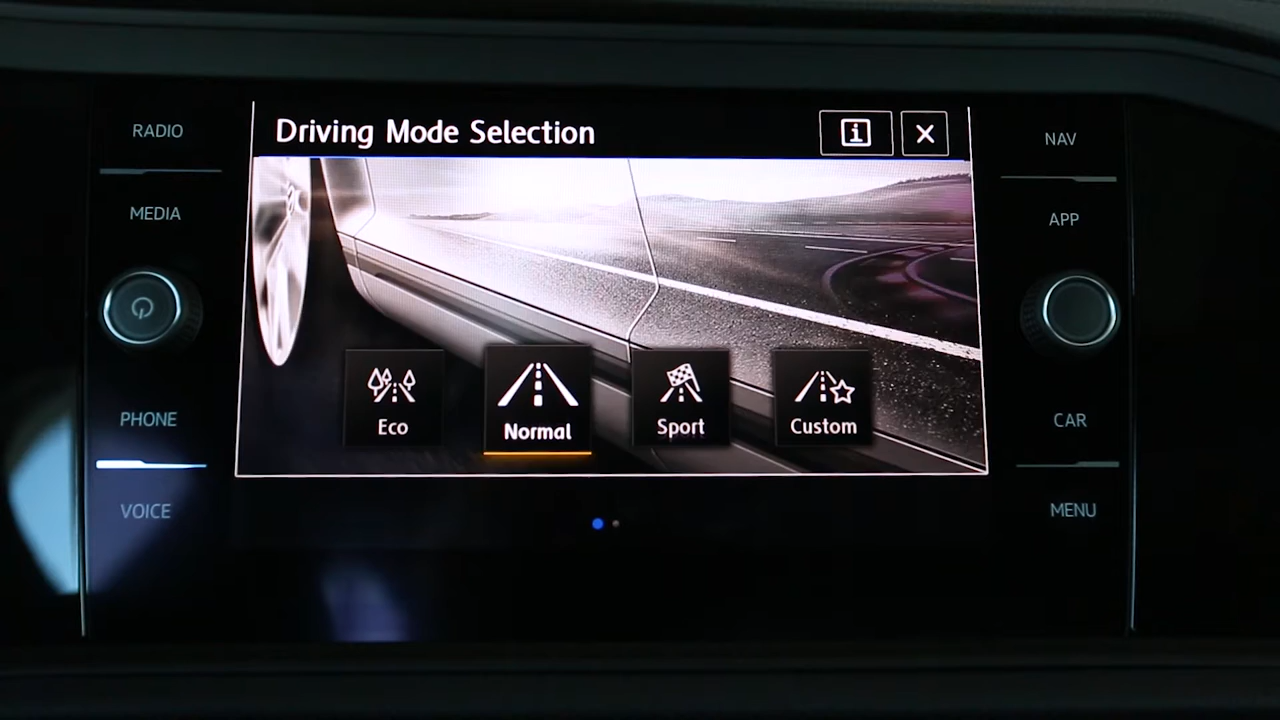 RADIO
MEDIA
PHONE
VOICE
Driving Mode Selection
i
X
Eco
Normal
Sport
Custom
NAV
APP
CAR
MENU